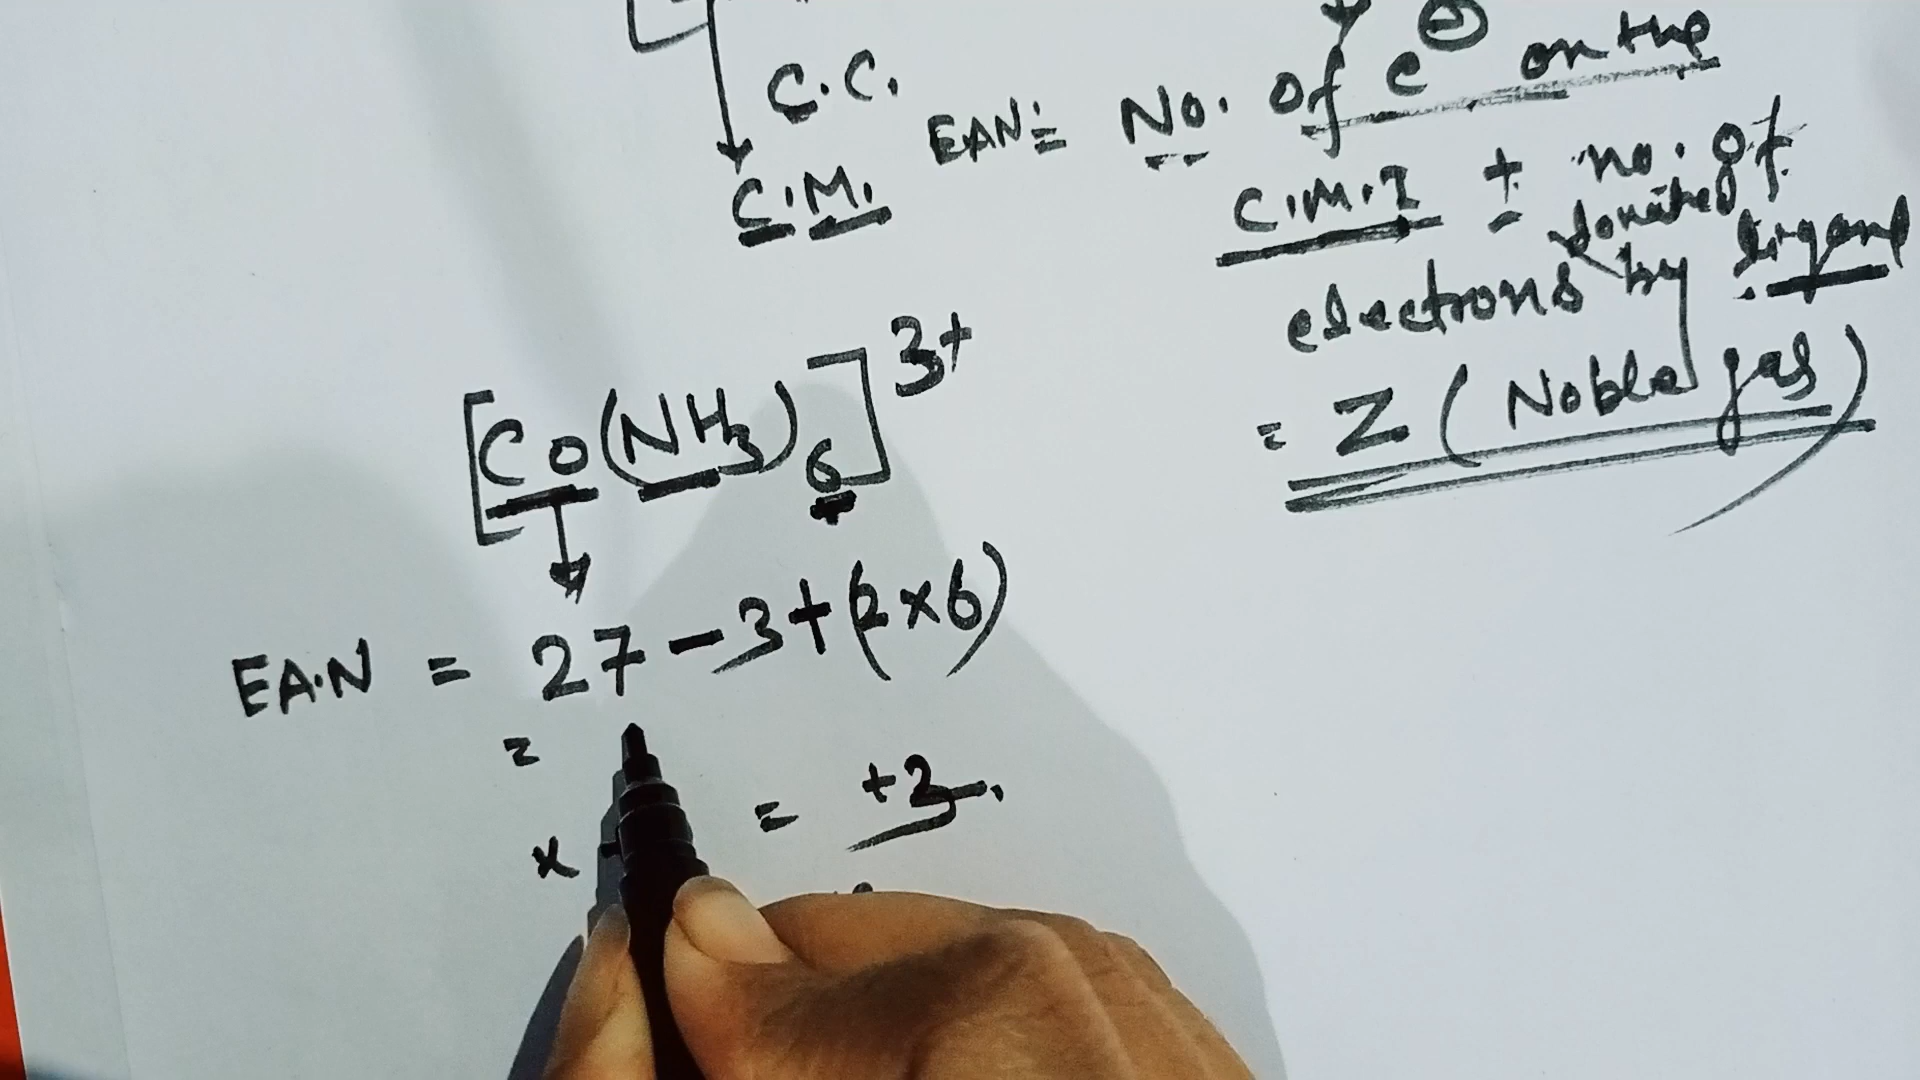 C.C.
C.M.
EAN = No. of e⊖ on the
C.M.I + no. of
donated
electrons by ligand
= Z (Noble gas)
[Co(NH3)6]3+
EA.N = 27 - 3 + (2×6)
=
x = +3.